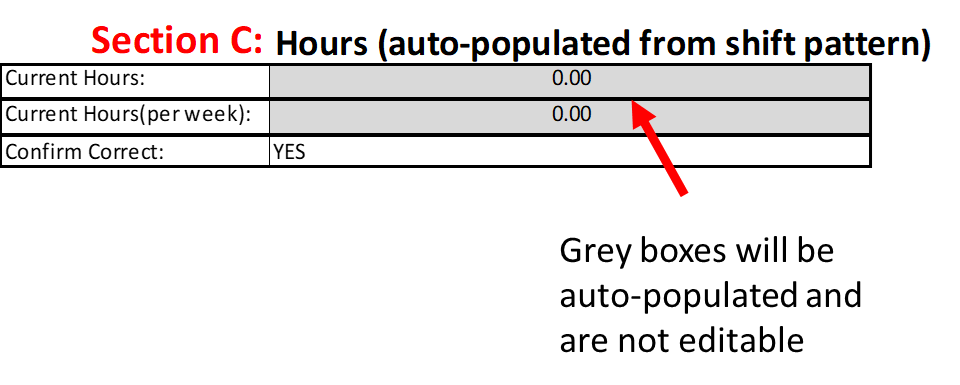 Section C: Hours (auto-populated from shift pattern)
Current Hours: 0.00
Current Hours(per week): 0.00
Confirm Correct: YES
Grey boxes will be
auto-populated and
are not editable